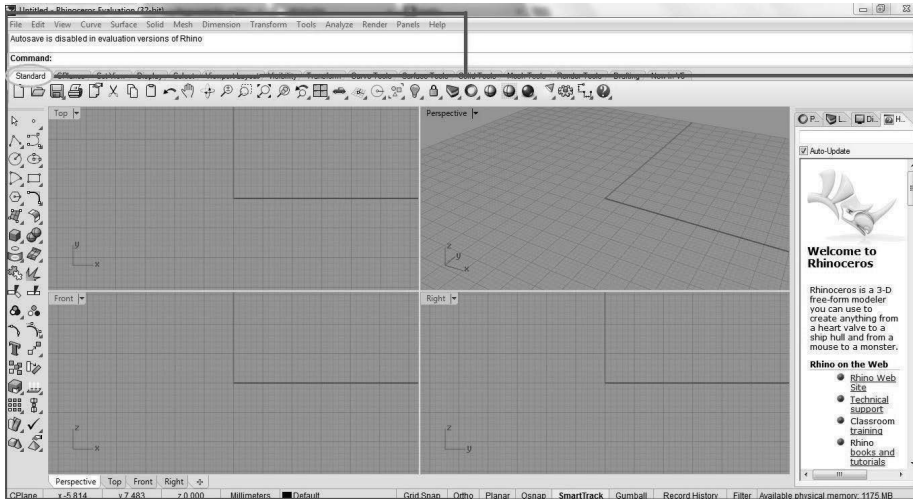 Untitled - Rhinoceros Evaluation (32-bit)
File Edit View Curve Surface Solid Mesh Dimension Transform Tools Analyze Render Panels Help
Autosave is disabled in evaluation versions of Rhino
Command:
Standard CPlanes Set View Display Select Viewport Layout Visibility Transform Curve Tools Surface Tools Solid Tools Mesh Tools Render Tools Drafting New in V5
Top
Perspective
P... L... Di... H...
Auto-Update
y
x
z
y
x
Welcome to
Rhinoceros
Rhinoceros is a 3-D
free-form modeler
you can use to
create anything from
a heart valve to a
ship hull and from a
mouse to a monster.
Front
Right
Rhino on the Web
Rhino Web
Site
Technical
support
Classroom
training
Rhino
books and
tutorials
z
x
z
y
Perspective Top Front Right
CPlane x -5.814 y 7.483 z 0.000 Millimeters Default Grid Snap Ortho Planar Osnap SmartTrack Gumball Record History Filter Available physical memory: 1175 MB